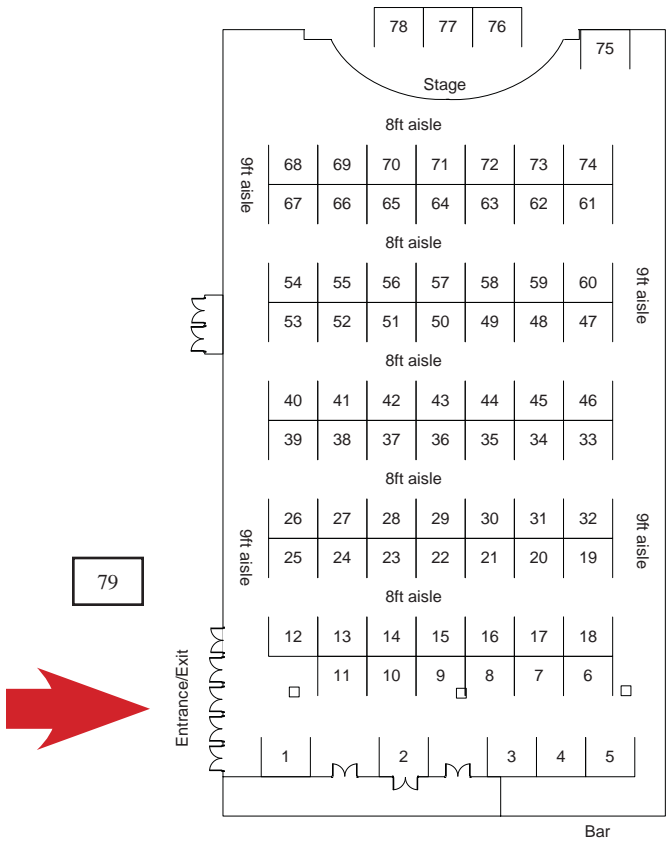 78 77 76
75
Stage
8ft aisle
9ft aisle
68 69 70 71 72 73 74
67 66 65 64 63 62 61
8ft aisle
9ft aisle
54 55 56 57 58 59 60
53 52 51 50 49 48 47
8ft aisle
40 41 42 43 44 45 46
39 38 37 36 35 34 33
8ft aisle
9ft aisle
9ft aisle
26 27 28 29 30 31 32
25 24 23 22 21 20 19
79
8ft aisle
12 13 14 15 16 17 18
11 10 9 8 7 6
Entrance/Exit
1 2 3 4 5
Bar